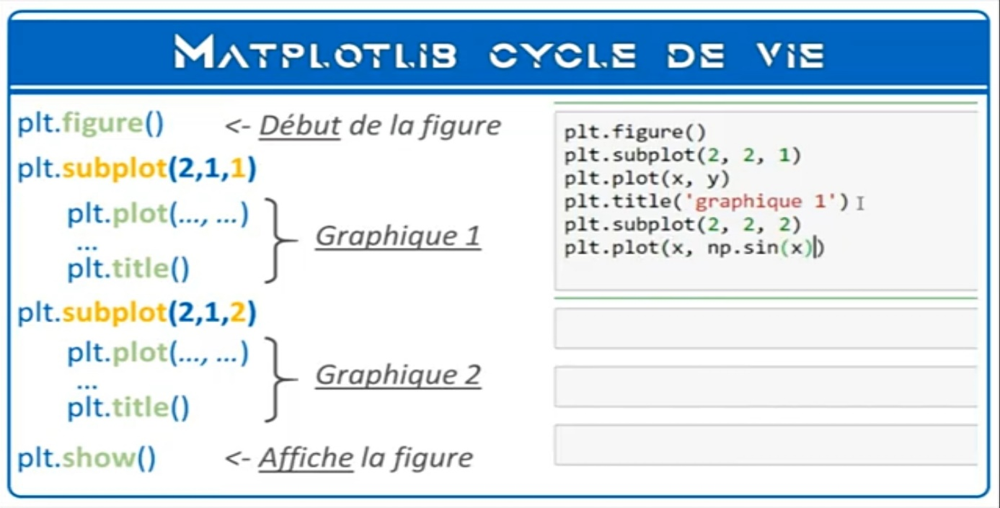 MATPLOTLIB CYCLE DE VIE
plt.figure() <- Début de la figure
plt.subplot(2,1,1)
plt.plot(..., ...)
...
plt.title()
Graphique 1
plt.subplot(2,1,2)
plt.plot(..., ...)
...
plt.title()
Graphique 2
plt.show() <- Affiche la figure
plt.figure()
plt.subplot(2, 2, 1)
plt.plot(x, y)
plt.title('graphique 1')
plt.subplot(2, 2, 2)
plt.plot(x, np.sin(x))